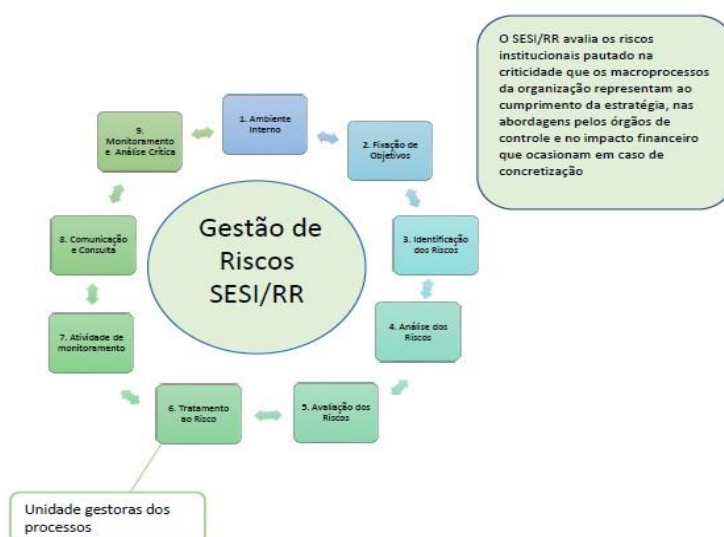 O SESI/RR avalia os riscos
institucionais pautado na
criticidade que os macroprocessos
da organização representam ao
cumprimento da estratégia, nas
abordagens pelos órgãos de
controle e no impacto financeiro
que ocasionam em caso de
concretização
1. Ambiente
Interno
2. Fixação de
Objetivos
3. Identificação
dos Riscos
4. Análise dos
Riscos
5. Avaliação dos
Riscos
6. Tratamento
ao Risco
7. Atividade de
monitoramento
8. Comunicação
e Consulta
9.
Monitoramento
e Análise Crítica
Gestão de
Riscos
SESI/RR
Unidade gestoras dos
processos